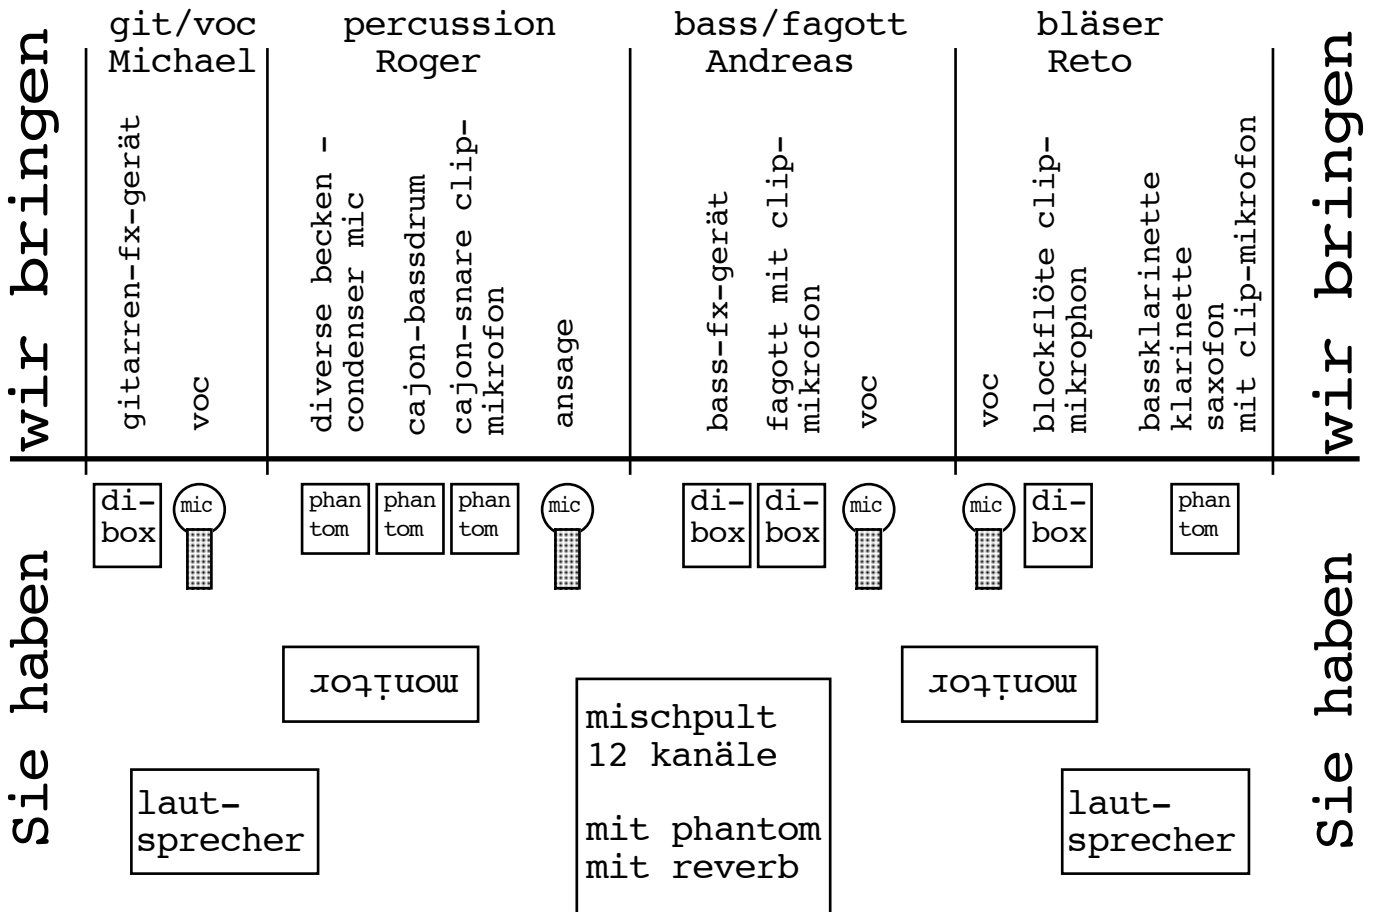 wir bringen
git/voc
Michael
percussion
Roger
bass/fagott
Andreas
bläser
Reto
wir bringen
gitarren-fx-gerät
voc
diverse becken -
condenser mic
cajon-bassdrum
cajon-snare clip-
mikrofon
ansage
bass-fx-gerät
fagott mit clip-
mikrofon
voc
voc
blockflöte clip-
mikrophon
bassklarinette
klarinette
saxofon
mit clip-mikrofon
Sie haben
di-
box
mic
phan
tom
phan
tom
phan
tom
mic
di-
box
di-
box
mic
mic
di-
box
phan
tom
Sie haben
monitor
monitor
mischpult
12 kanäle
mit phantom
mit reverb
laut-
sprecher
laut-
sprecher